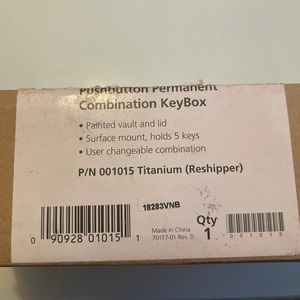 Pushbutton Permanent
Combination KeyBox
• Painted vault and lid
• Surface mount, holds 5 keys
• User changeable combination
P/N 001015 Titanium (Reshipper)
18283VNB
Qty
1
Made in China
70177-01 Rev. D
0 90928 01015 1
001015